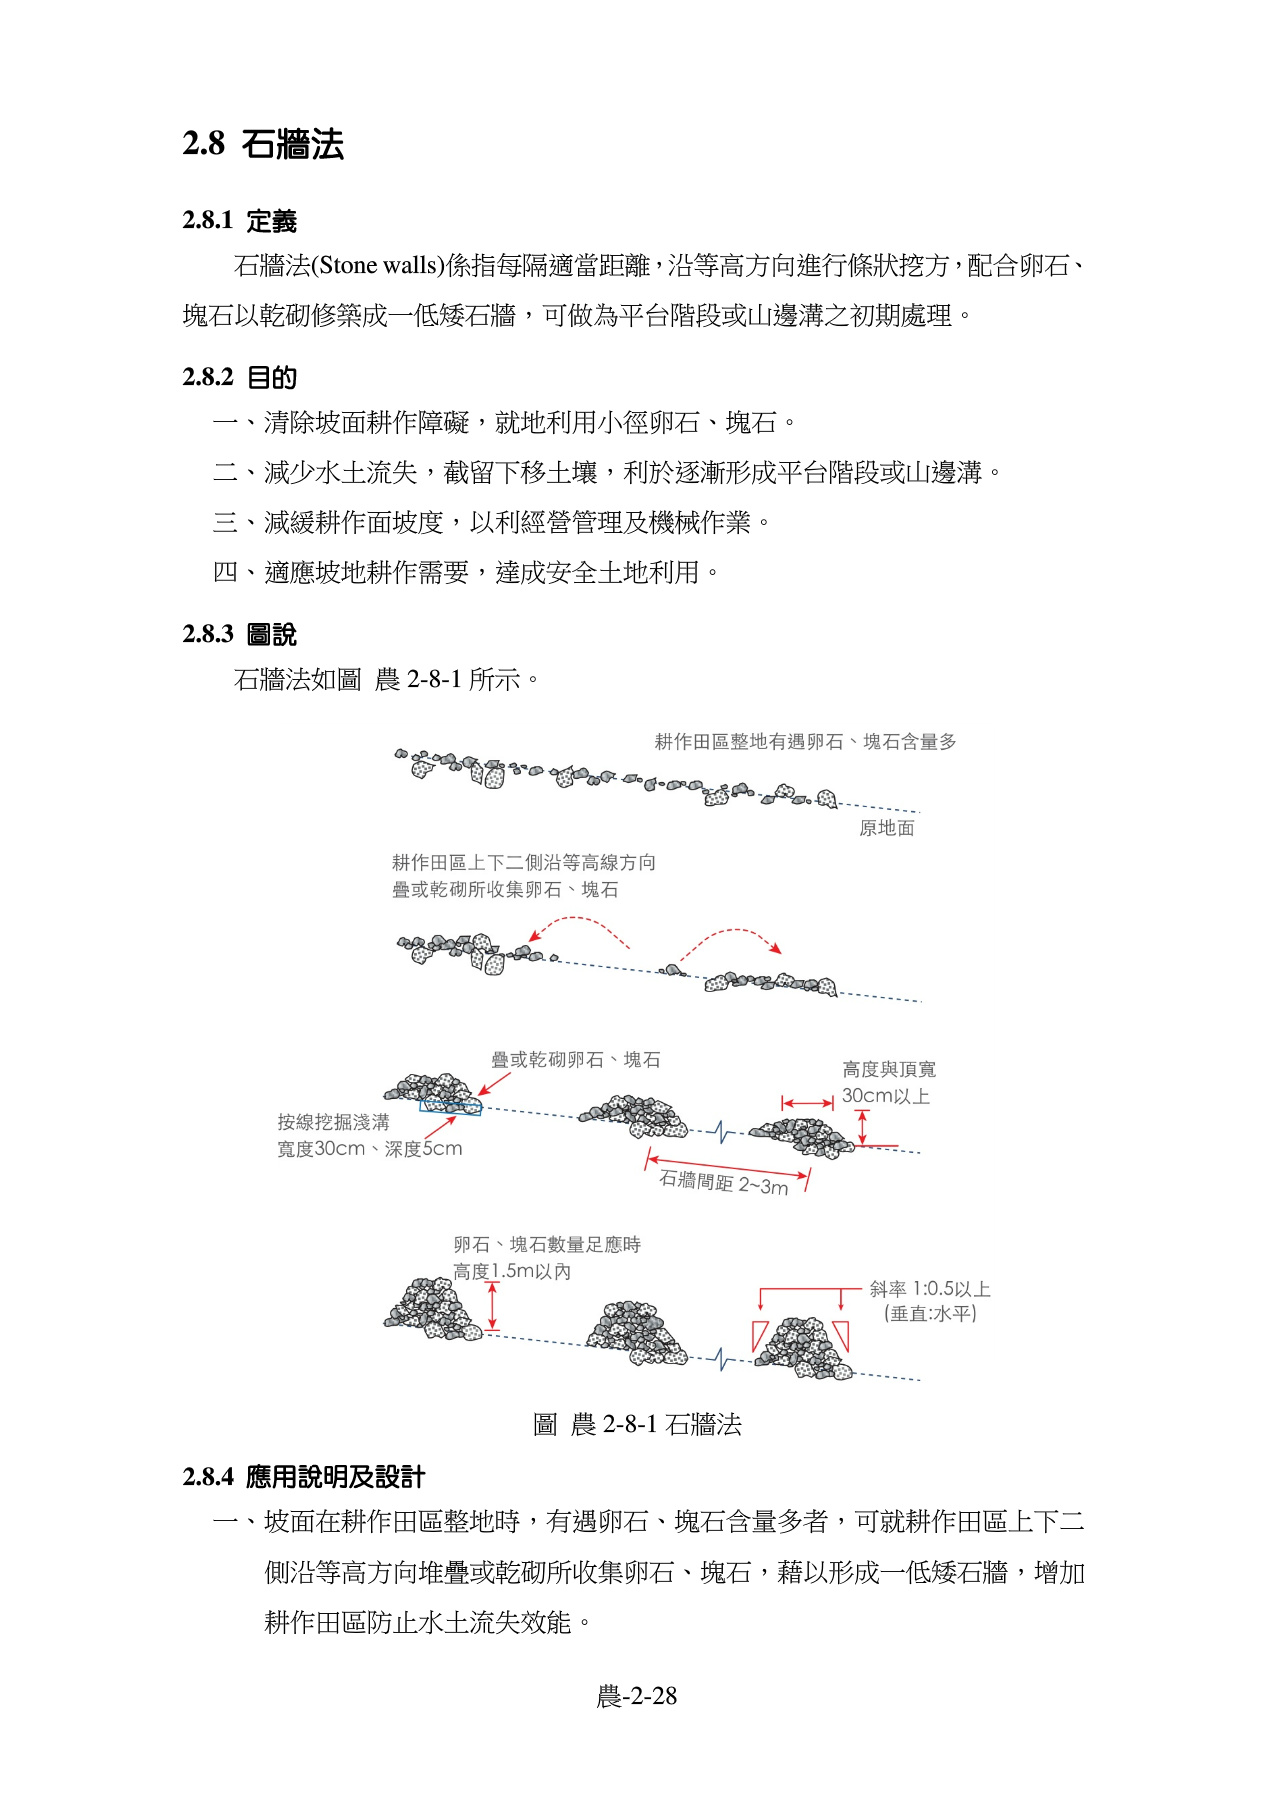 2.8 石牆法
2.8.1 定義
石牆法(Stone walls)係指每隔適當距離，沿等高方向進行條狀挖方，配合卵石、
塊石以乾砌修築成一低矮石牆，可做為平台階段或山邊溝之初期處理。
2.8.2 目的
一、清除坡面耕作障礙，就地利用小徑卵石、塊石。
二、減少水土流失，截留下移土壤，利於逐漸形成平台階段或山邊溝。
三、減緩耕作面坡度，以利經營管理及機械作業。
四、適應坡地耕作需要，達成安全土地利用。
2.8.3 圖說
石牆法如圖 農 2-8-1 所示。
耕作田區整地有遇卵石、塊石含量多
原地面
耕作田區上下二側沿等高線方向
疊或乾砌所收集卵石、塊石
疊或乾砌卵石、塊石
高度與頂寬
30cm以上
按線挖掘淺溝
寬度30cm、深度5cm
石牆間距 2~3m
卵石、塊石數量足應時
高度1.5m以內
斜率 1:0.5以上
(垂直:水平)
圖 農 2-8-1 石牆法
2.8.4 應用說明及設計
一、坡面在耕作田區整地時，有遇卵石、塊石含量多者，可就耕作田區上下二
側沿等高方向堆疊或乾砌所收集卵石、塊石，藉以形成一低矮石牆，增加
耕作田區防止水土流失效能。
農-2-28